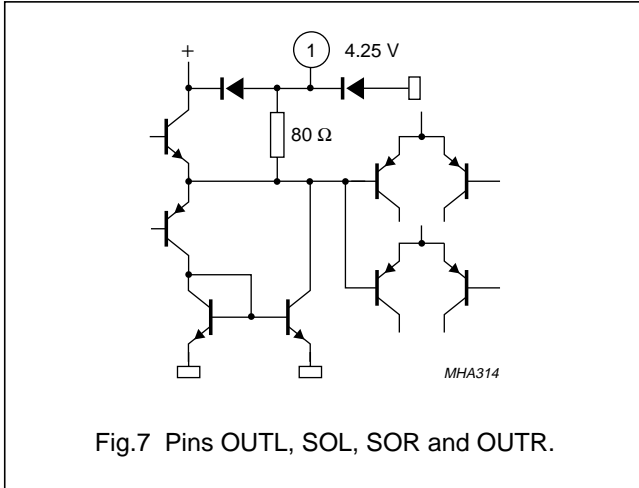 +
1 4.25 V
80 Ω
MHA314
Fig.7 Pins OUTL, SOL, SOR and OUTR.